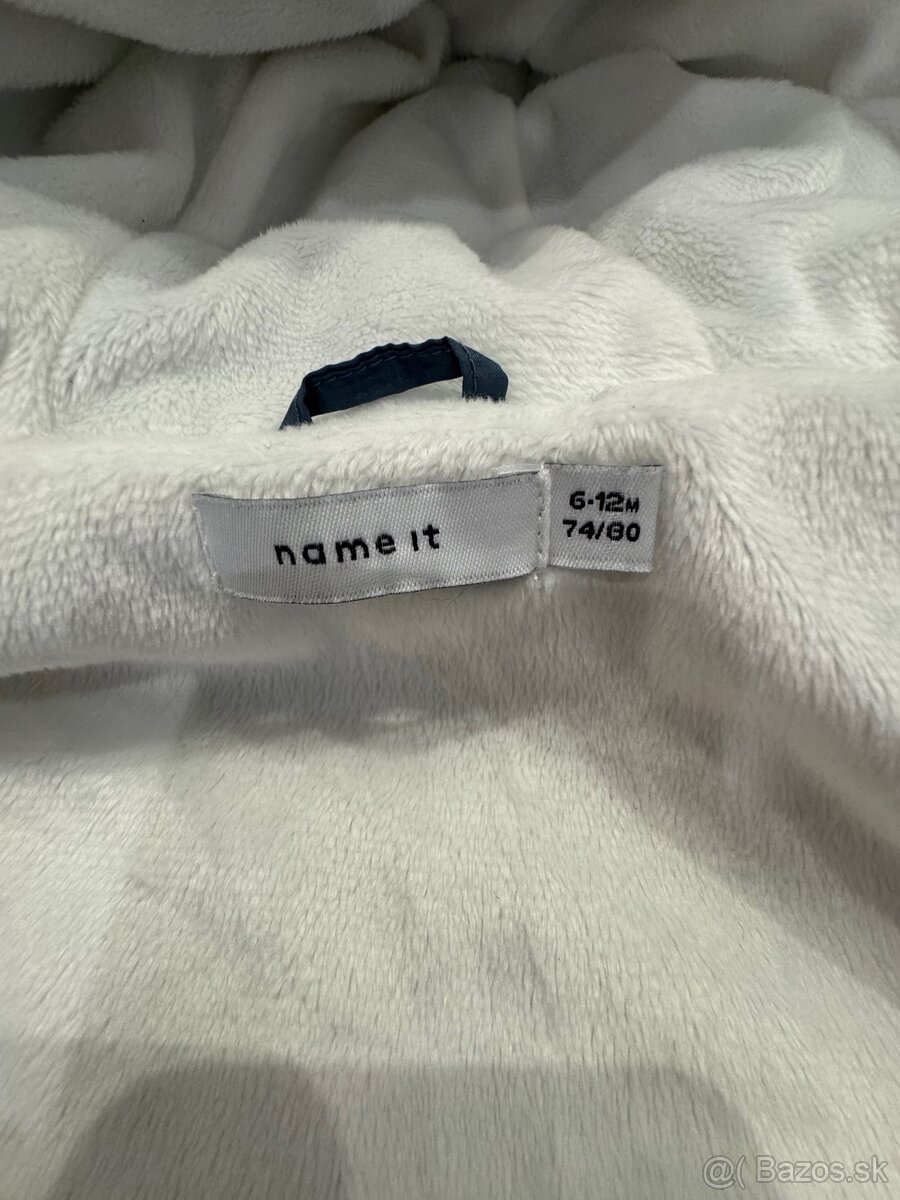 name it
6-12M
74/80
@( Bazos.sk